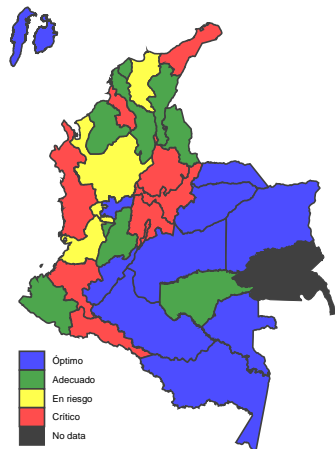 Óptimo
Adecuado
En riesgo
Crítico
No data